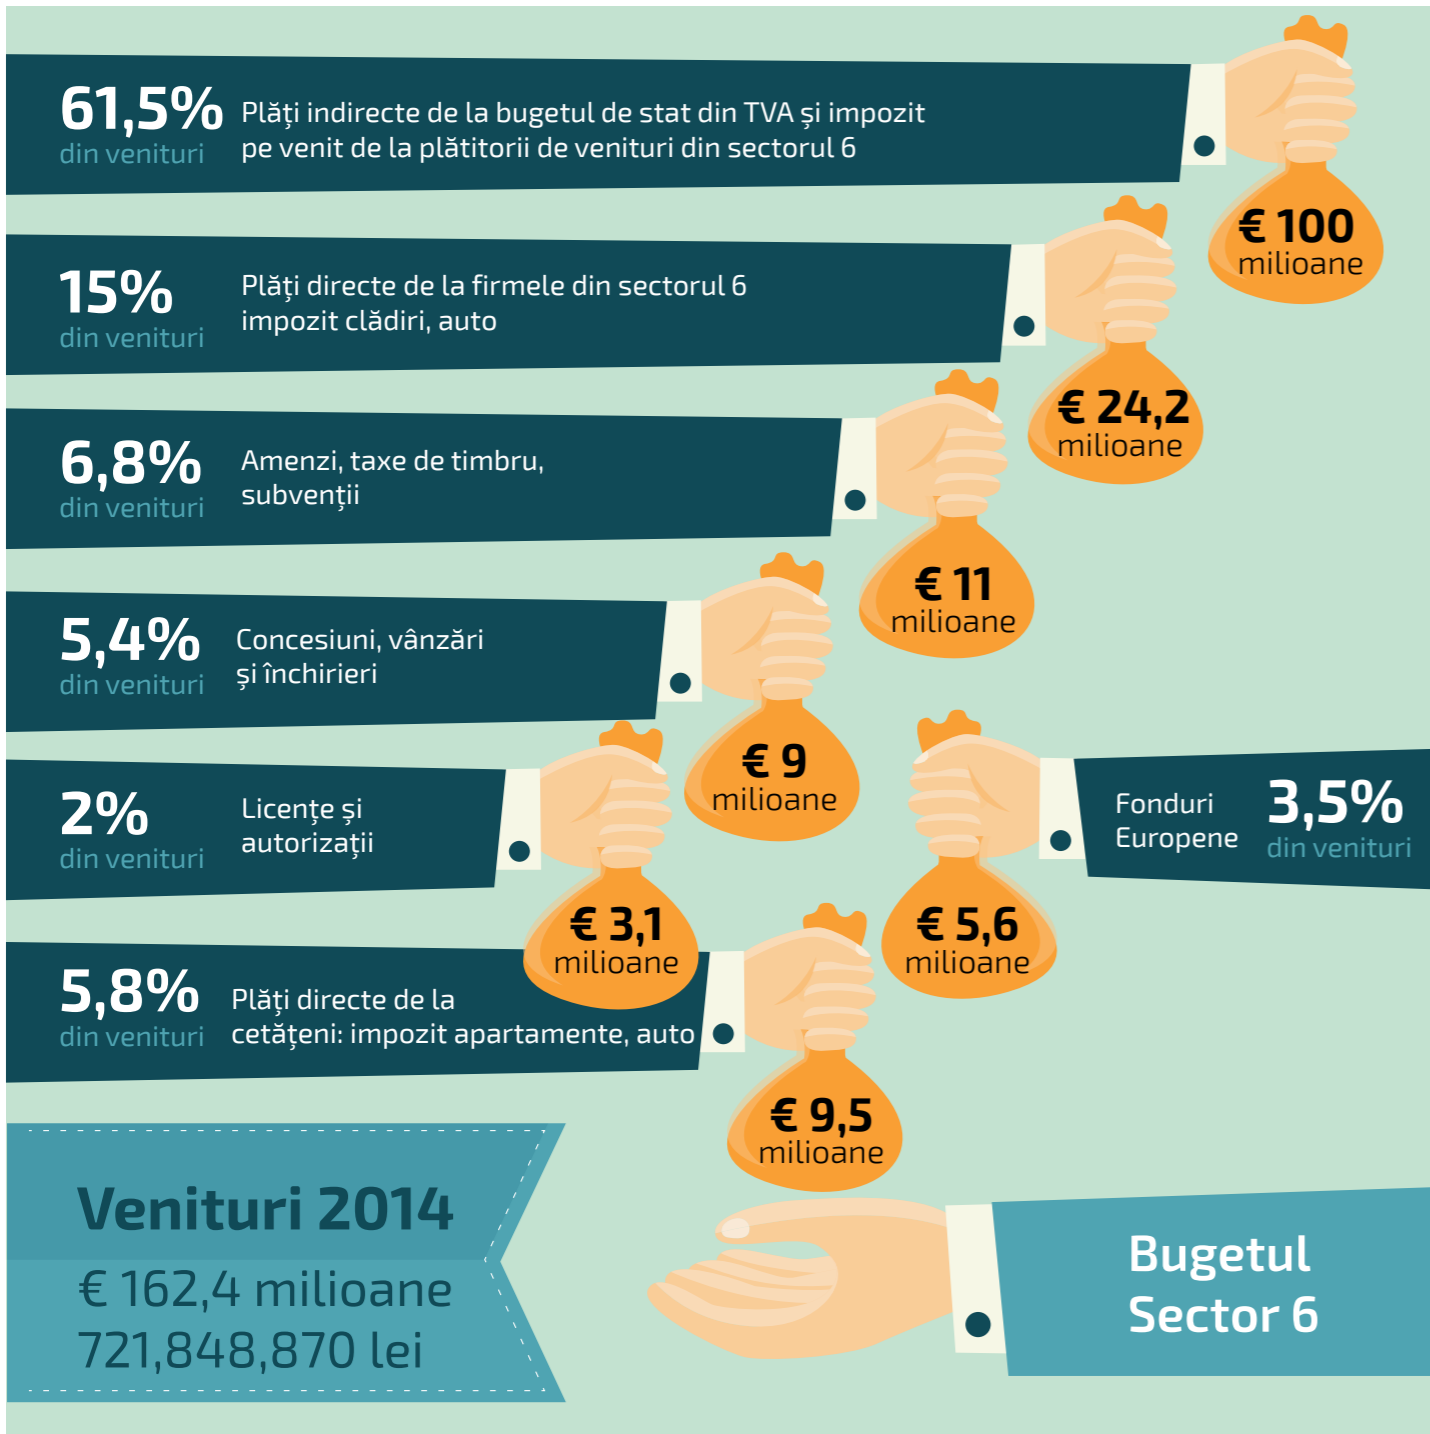 61,5%
din venituri
Plăți indirecte de la bugetul de stat din TVA și impozit
pe venit de la plătitorii de venituri din sectorul 6
€ 100
milioane
15%
din venituri
Plăți directe de la firmele din sectorul 6
impozit clădiri, auto
€ 24,2
milioane
6,8%
din venituri
Amenzi, taxe de timbru,
subvenții
€ 11
milioane
5,4%
din venituri
Concesiuni, vânzări
și închirieri
€ 9
milioane
2%
din venituri
Licențe și
autorizații
€ 3,1
milioane
Fonduri
Europene
3,5%
din venituri
€ 5,6
milioane
5,8%
din venituri
Plăți directe de la
cetățeni: impozit apartamente, auto
€ 9,5
milioane
Venituri 2014
€ 162,4 milioane
721,848,870 lei
Bugetul
Sector 6